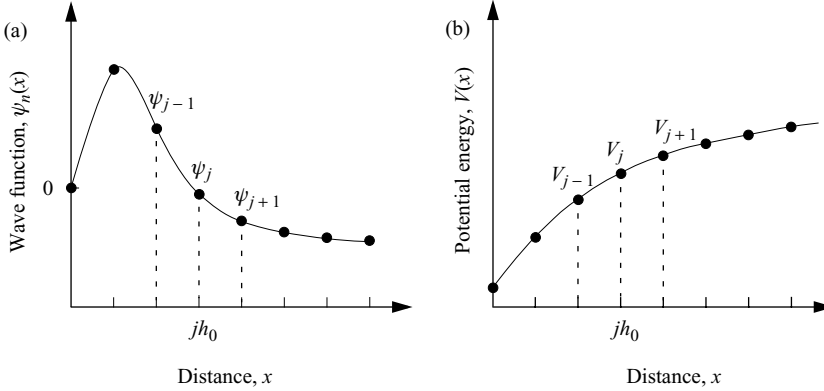 (a)
Wave function, ψₙ(x)
0
ψⱼ₋₁
ψⱼ
ψⱼ₊₁
jh₀
Distance, x
(b)
Potential energy, V(x)
Vⱼ₋₁
Vⱼ
Vⱼ₊₁
jh₀
Distance, x